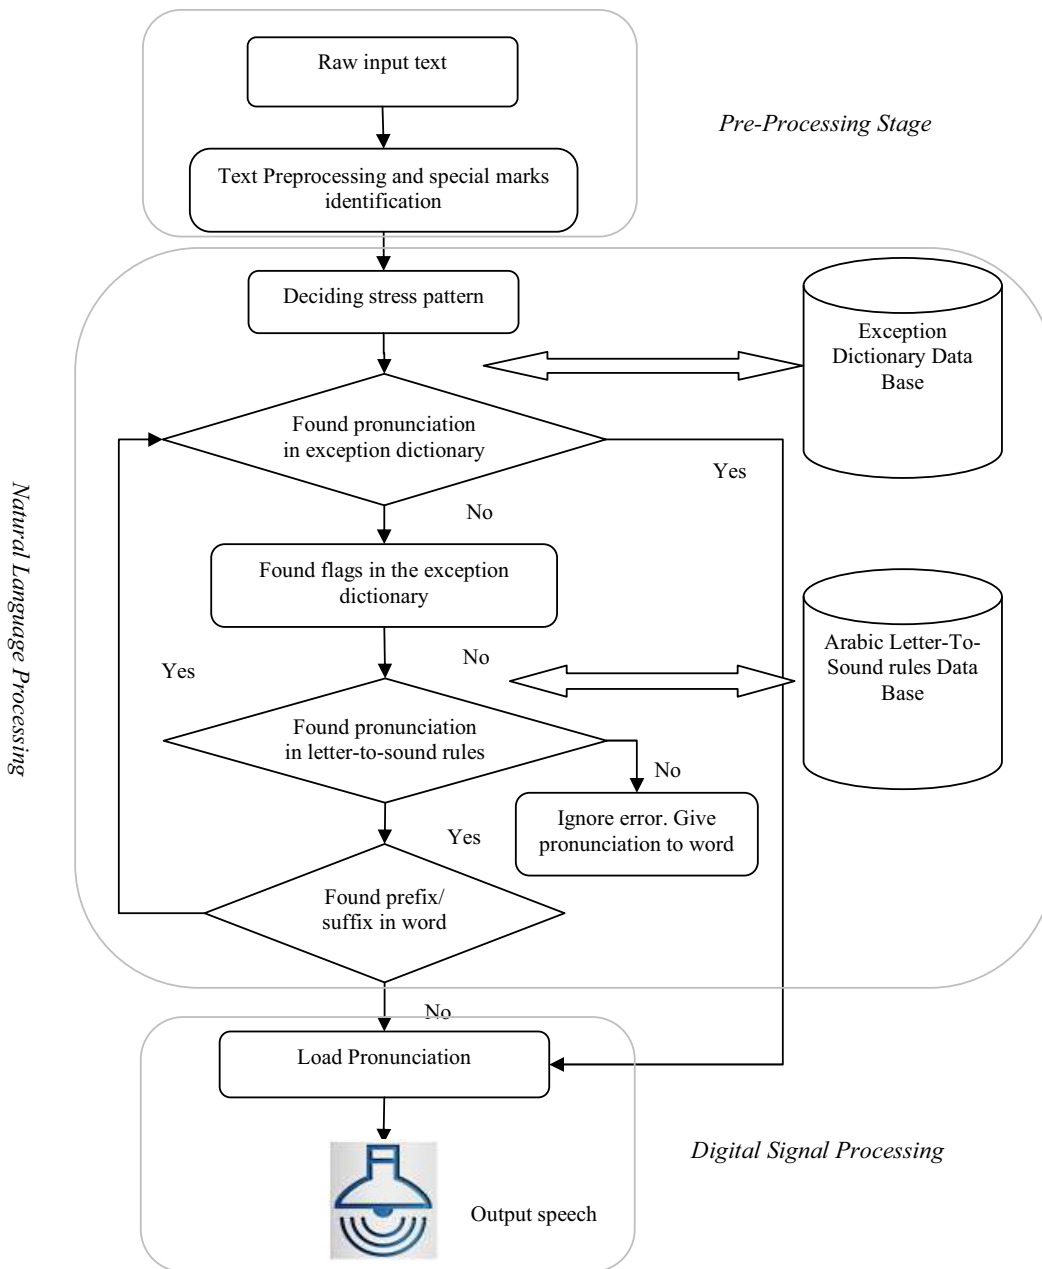 Raw input text
Pre-Processing Stage
Text Preprocessing and special marks
identification
Deciding stress pattern
Exception
Dictionary Data
Base
Found pronunciation
in exception dictionary
Yes
No
Natural Language Processing
Found flags in the exception
dictionary
No
Yes
Arabic Letter-To-
Sound rules Data
Base
Found pronunciation
in letter-to-sound rules
No
Ignore error. Give
pronunciation to word
Yes
Found prefix/
suffix in word
No
Load Pronunciation
Digital Signal Processing
Output speech